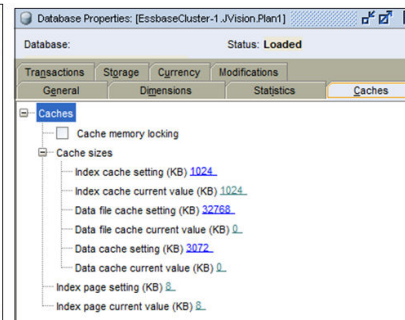 Database Properties: [EssbaseCluster-1.JVision.Plan1]
Database: Status: Loaded
Transactions Storage Currency Modifications
General Dimensions Statistics Caches
Caches
Cache memory locking
Cache sizes
Index cache setting (KB) 1024
Index cache current value (KB) 1024
Data file cache setting (KB) 32768
Data file cache current value (KB) 0
Data cache setting (KB) 3072
Data cache current value (KB) 0
Index page setting (KB) 8
Index page current value (KB) 8